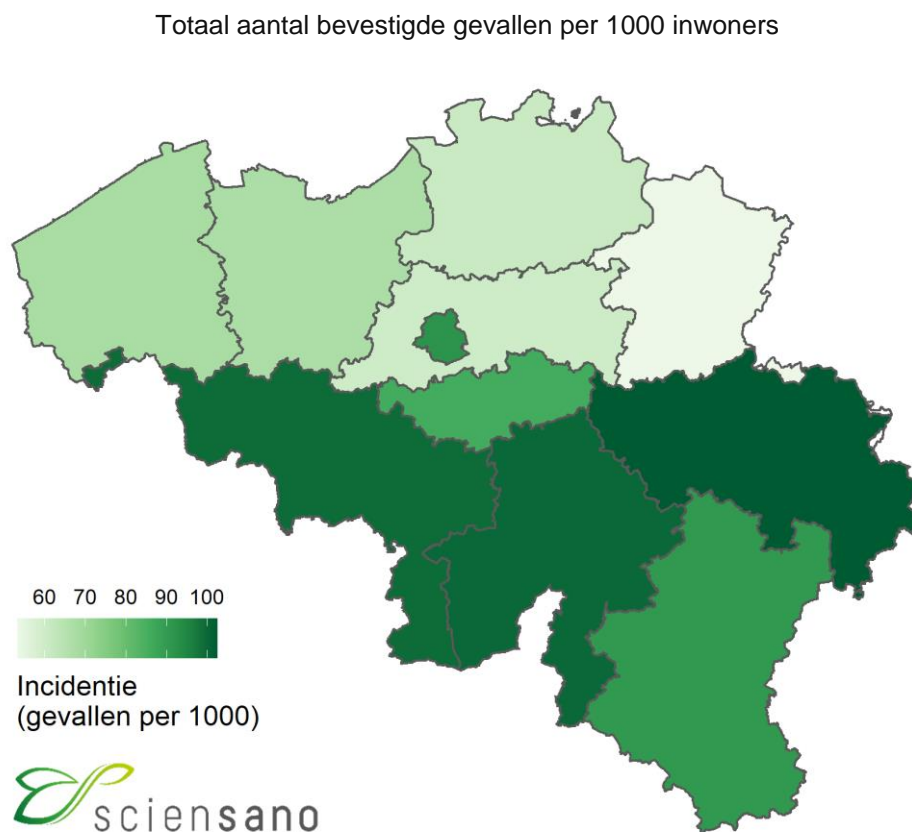 Totaal aantal bevestigde gevallen per 1000 inwoners
60 70 80 90 100
Incidentie
(gevallen per 1000)
sciensano